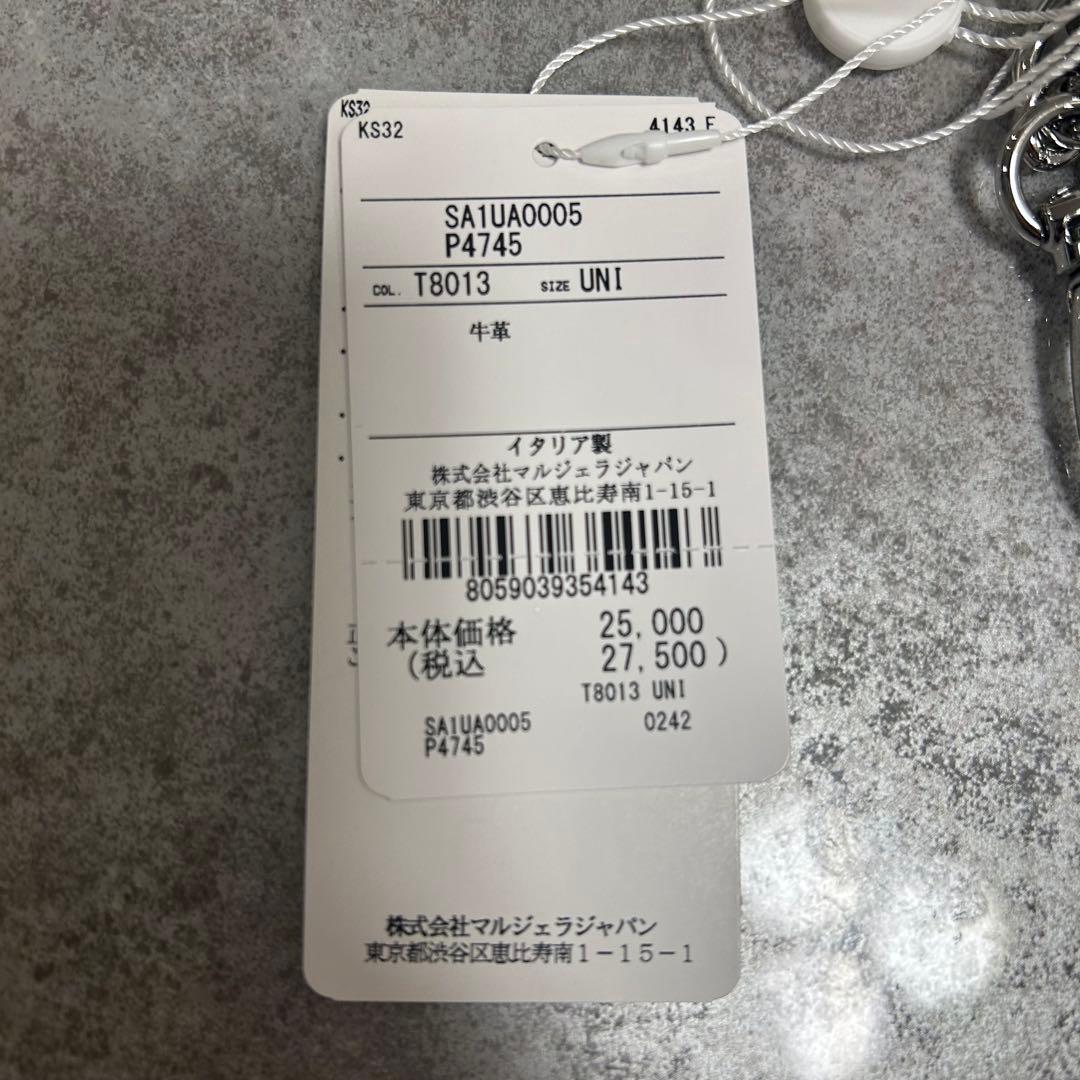 KS32
KS32
4143
SA1UA0005
P4745
COL. T8013 SIZE UNI
牛革
イタリア製
株式会社マルジェラジャパン
東京都渋谷区恵比寿南1-15-1
8059039354143
本体価格 25,000
(税込 27,500)
T8013 UNI
SA1UA0005 0242
P4745
株式会社マルジェラジャパン
東京都渋谷区恵比寿南1-15-1